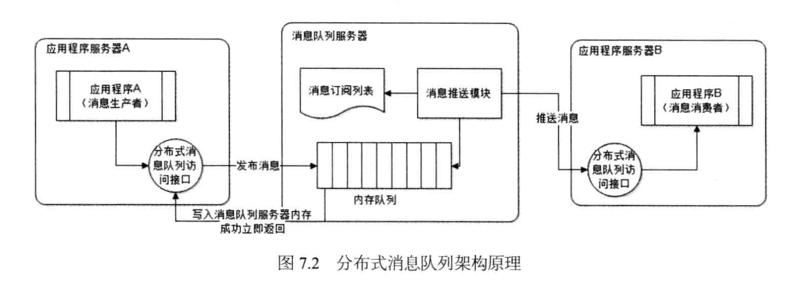 应用程序服务器A
应用程序A
（消息生产者）
分布式消
息队列访
问接口
发布消息
消息队列服务器
消息订阅列表
消息推送模块
内存队列
写入消息队列服务器内存
成功立即返回
推送消息
应用程序服务器B
应用程序B
（消息消费者）
分布式消
息队列访
问接口
图 7.2 分布式消息队列架构原理